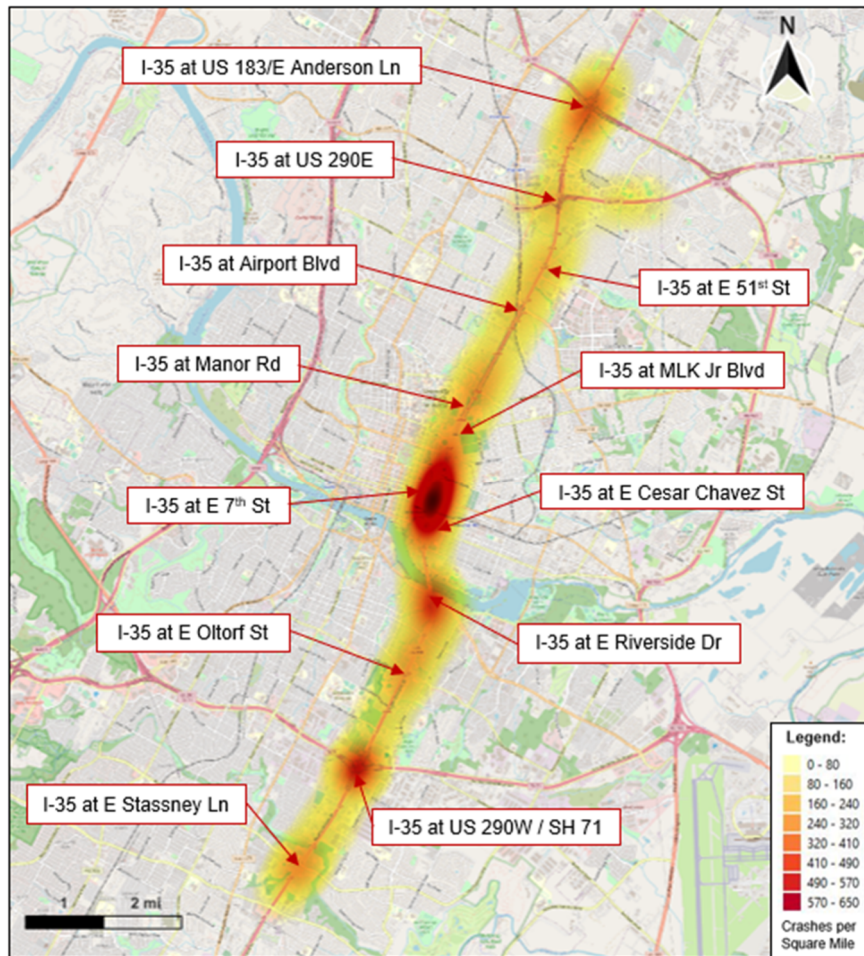 N
I-35 at US 183/E Anderson Ln
I-35 at US 290E
I-35 at Airport Blvd
I-35 at E 51st St
I-35 at Manor Rd
I-35 at MLK Jr Blvd
I-35 at E 7th St
I-35 at E Cesar Chavez St
I-35 at E Oltorf St
I-35 at E Riverside Dr
I-35 at E Stassney Ln
I-35 at US 290W / SH 71
1 2 mi
Legend:
0 - 80
80 - 160
160 - 240
240 - 320
320 - 410
410 - 490
490 - 570
570 - 650
Crashes per
Square Mile